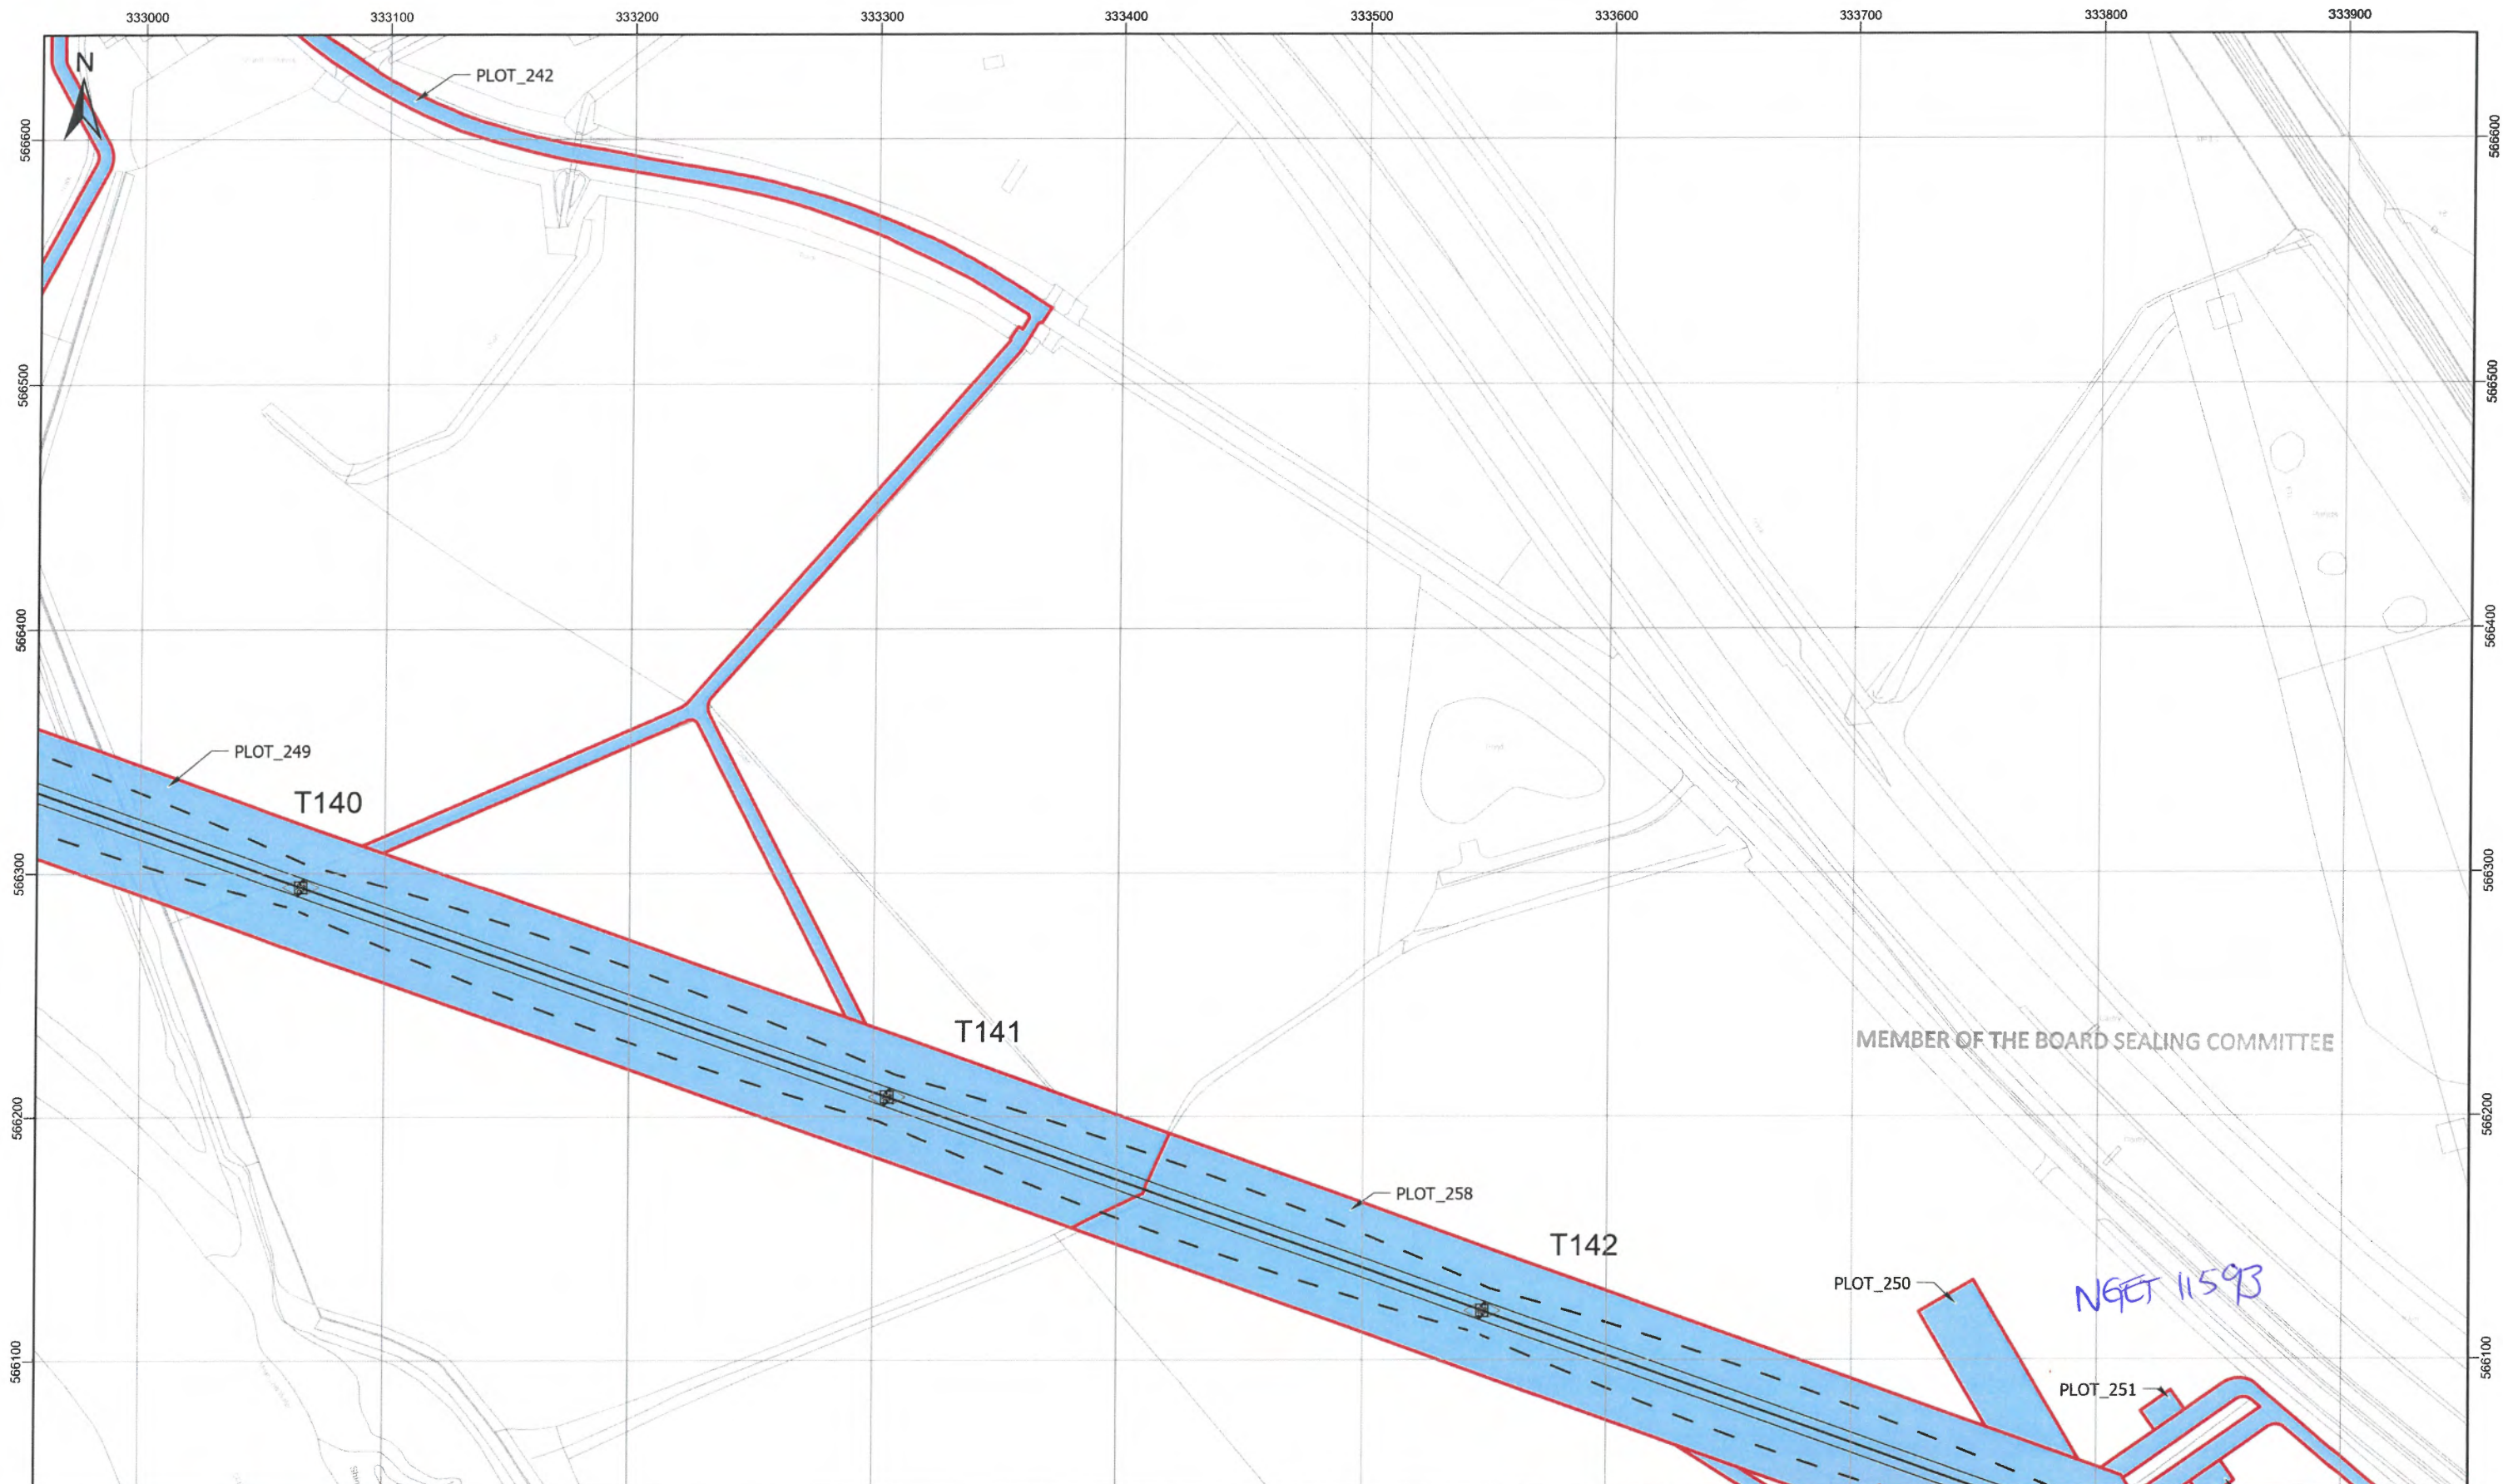 333000 333100 333200 333300 333400 333500 333600 333700 333800 333900
N
PLOT_242
566600 566600
566500 566500
566400 566400
PLOT_249
T140
566300 566300
T141
MEMBER OF THE BOARD SEALING COMMITTEE
566200 566200
PLOT_258
T142
PLOT_250
NGET 11593
566100 566100
PLOT_251